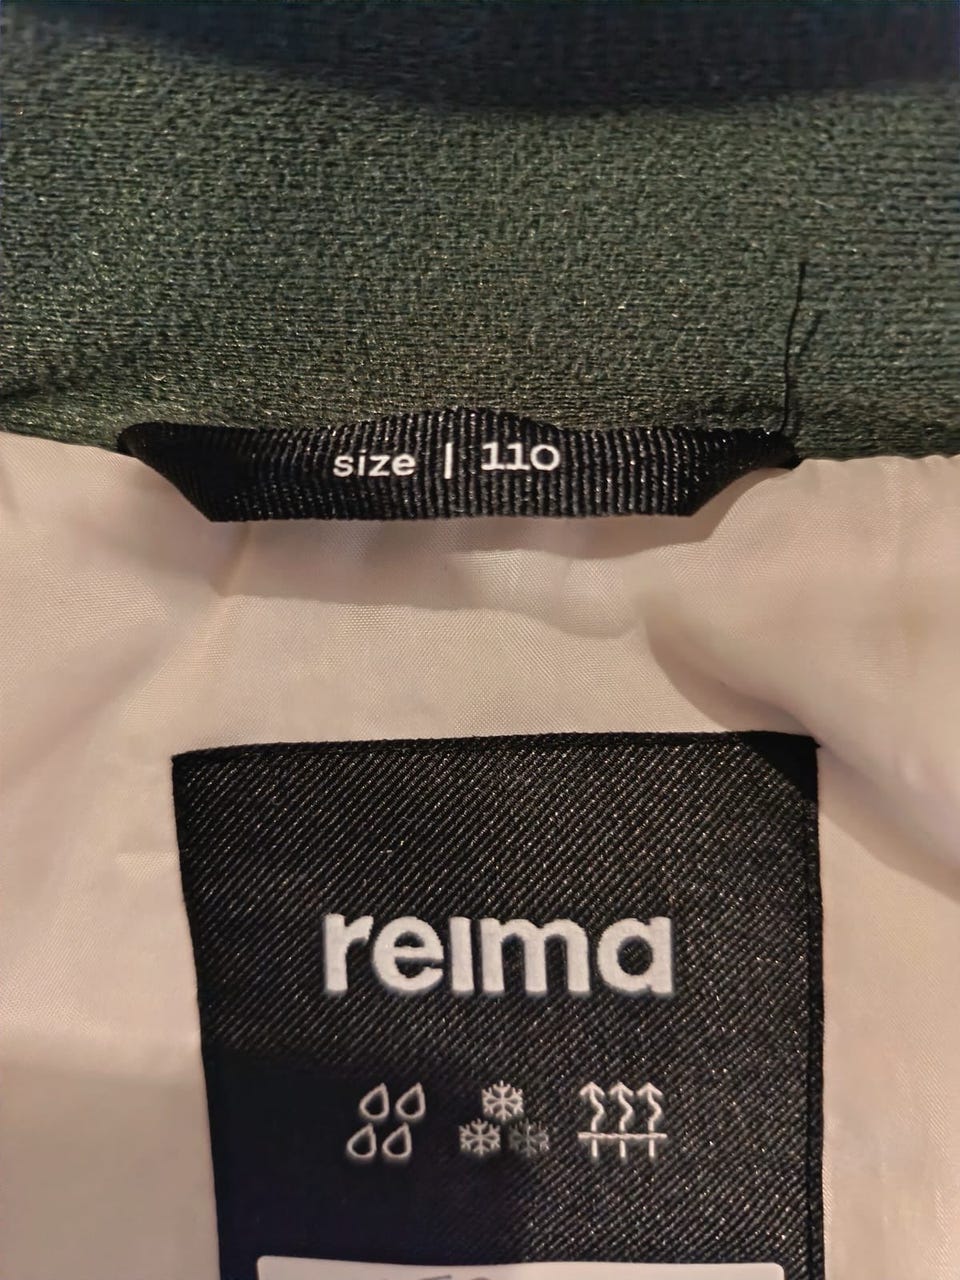 size | 110
reima